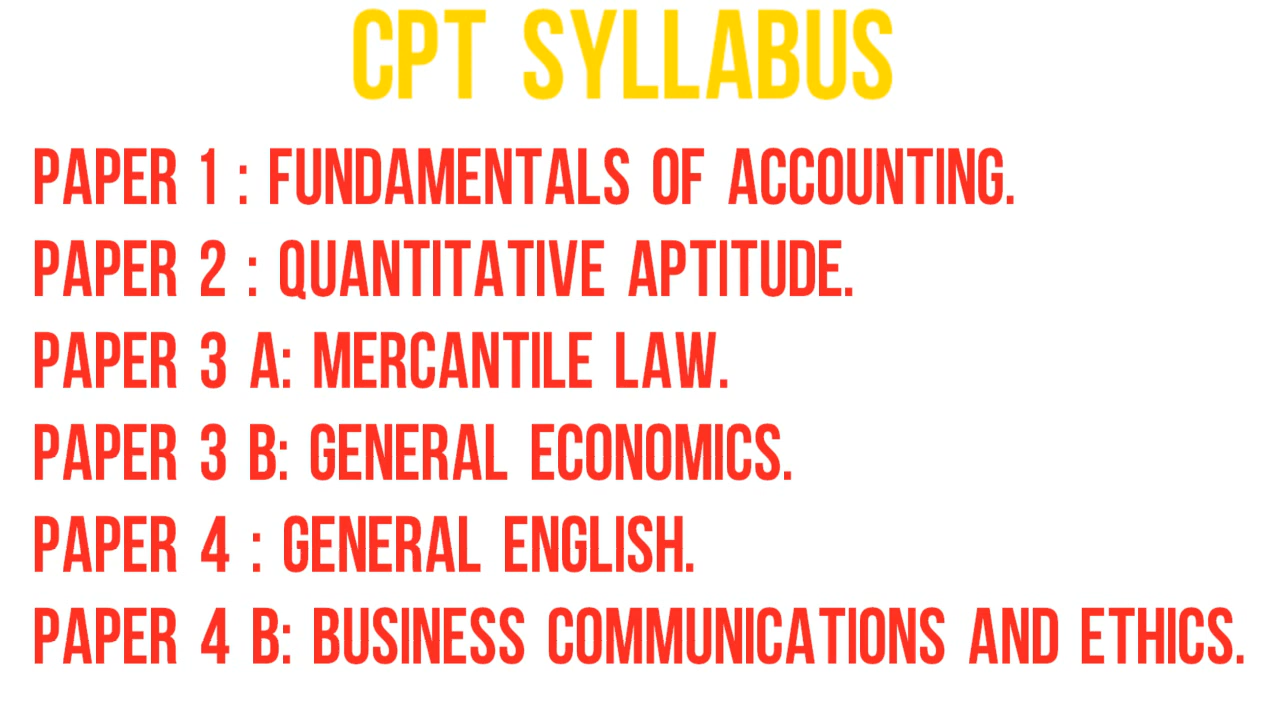 CPT SYLLABUS
PAPER 1 : FUNDAMENTALS OF ACCOUNTING.
PAPER 2 : QUANTITATIVE APTITUDE.
PAPER 3 A: MERCANTILE LAW.
PAPER 3 B: GENERAL ECONOMICS.
PAPER 4 : GENERAL ENGLISH.
PAPER 4 B: BUSINESS COMMUNICATIONS AND ETHICS.